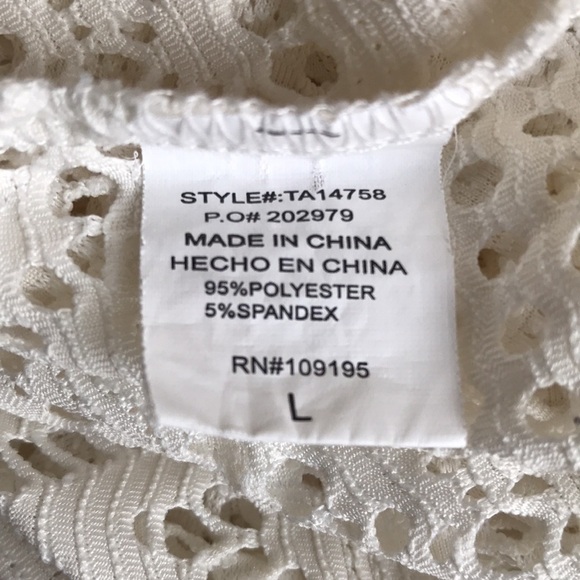 STYLE#:TA14758
P.O# 202979
MADE IN CHINA
HECHO EN CHINA
95%POLYESTER
5%SPANDEX
RN#109195
L